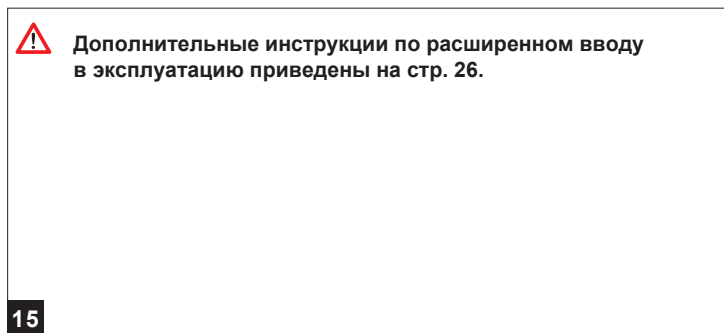 Дополнительные инструкции по расширенном вводу
в эксплуатацию приведены на стр. 26.
15